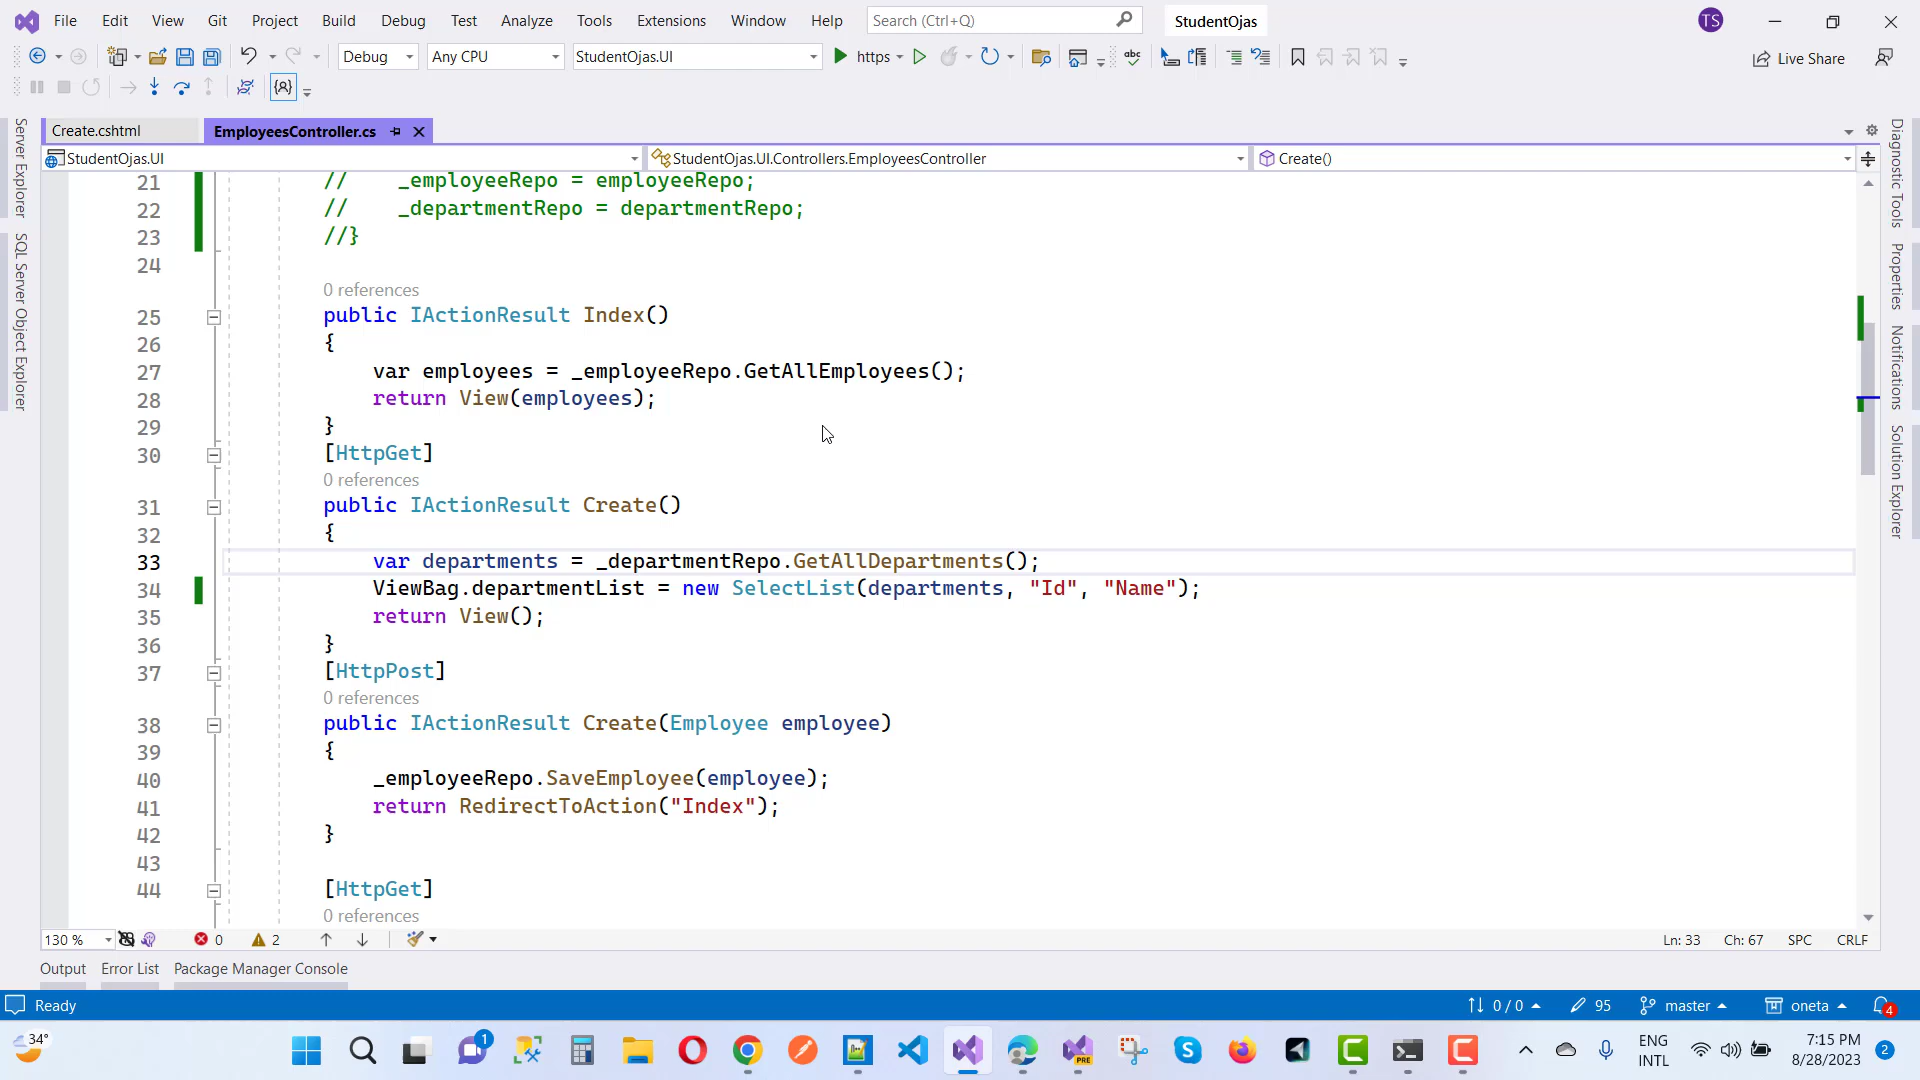 File Edit View Git Project Build Debug Test Analyze Tools Extensions Window Help Search (Ctrl+Q) StudentOjas TS
Debug Any CPU StudentOjas.UI https Live Share
Create.cshtml EmployeesController.cs
StudentOjas.UI StudentOjas.UI.Controllers.EmployeesController Create()
Server Explorer
SQL Server Object Explorer
Diagnostic Tools
Properties
Notifications
Solution Explorer
21 // _employeeRepo = employeeRepo;
22 // _departmentRepo = departmentRepo;
23 //}
24
0 references
25 public IActionResult Index()
26 {
27 var employees = _employeeRepo.GetAllEmployees();
28 return View(employees);
29 }
30 [HttpGet]
0 references
31 public IActionResult Create()
32 {
33 var departments = _departmentRepo.GetAllDepartments();
34 ViewBag.departmentList = new SelectList(departments, "Id", "Name");
35 return View();
36 }
37 [HttpPost]
0 references
38 public IActionResult Create(Employee employee)
39 {
40 _employeeRepo.SaveEmployee(employee);
41 return RedirectToAction("Index");
42 }
43
44 [HttpGet]
0 references
130 % 0 2 Ln: 33 Ch: 67 SPC CRLF
Output Error List Package Manager Console
Ready 0 / 0 95 master oneta 4
34° 1 PRE ENG INTL 7:15 PM 8/28/2023 2